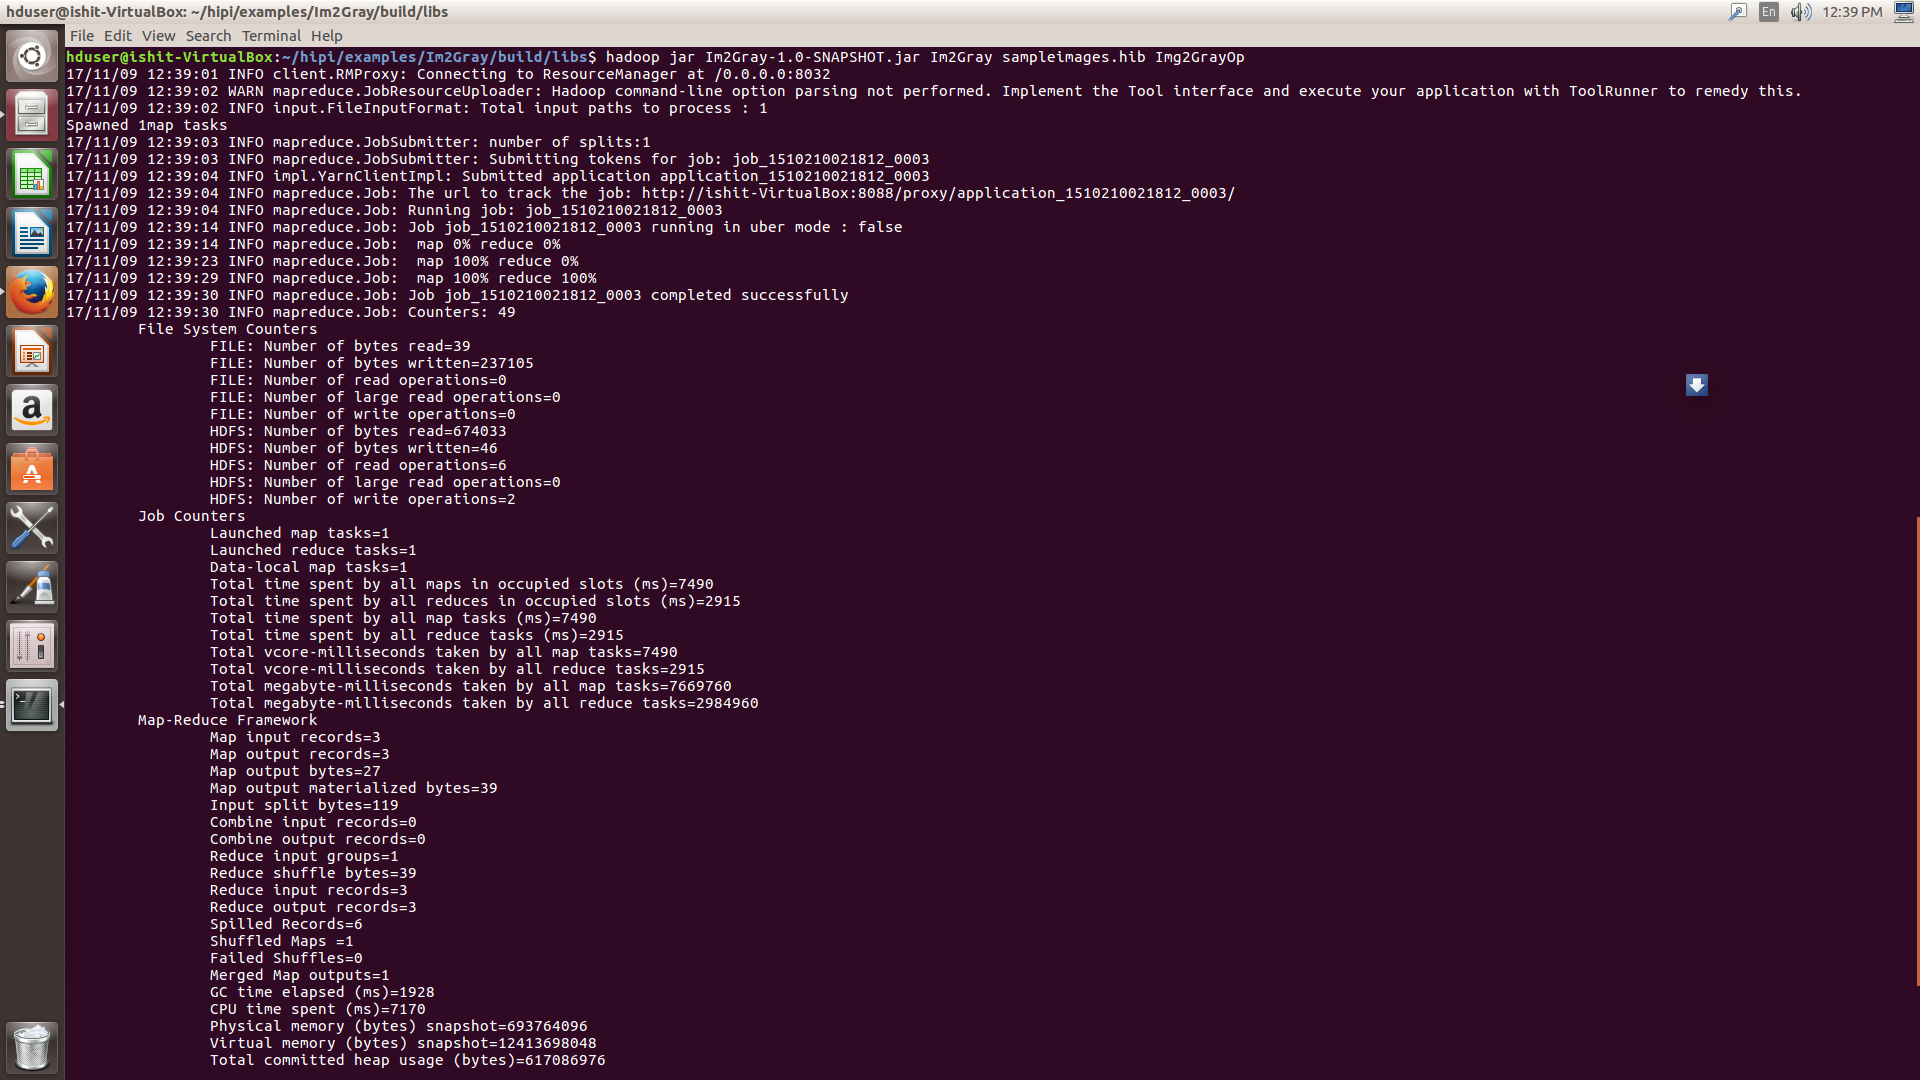 hduser@ishit-VirtualBox: ~/hipi/examples/Im2Gray/build/libs
En
12:39 PM
File Edit View Search Terminal Help
hduser@ishit-VirtualBox:~/hipi/examples/Im2Gray/build/libs$ hadoop jar Im2Gray-1.0-SNAPSHOT.jar Im2Gray sampleimages.hib Img2GrayOp
17/11/09 12:39:01 INFO client.RMProxy: Connecting to ResourceManager at /0.0.0.0:8032
17/11/09 12:39:02 WARN mapreduce.JobResourceUploader: Hadoop command-line option parsing not performed. Implement the Tool interface and execute your application with ToolRunner to remedy this.
17/11/09 12:39:02 INFO input.FileInputFormat: Total input paths to process : 1
Spawned 1map tasks
17/11/09 12:39:03 INFO mapreduce.JobSubmitter: number of splits:1
17/11/09 12:39:03 INFO mapreduce.JobSubmitter: Submitting tokens for job: job_1510210021812_0003
17/11/09 12:39:04 INFO impl.YarnClientImpl: Submitted application application_1510210021812_0003
17/11/09 12:39:04 INFO mapreduce.Job: The url to track the job: http://ishit-VirtualBox:8088/proxy/application_1510210021812_0003/
17/11/09 12:39:04 INFO mapreduce.Job: Running job: job_1510210021812_0003
17/11/09 12:39:14 INFO mapreduce.Job: Job job_1510210021812_0003 running in uber mode : false
17/11/09 12:39:14 INFO mapreduce.Job:  map 0% reduce 0%
17/11/09 12:39:23 INFO mapreduce.Job:  map 100% reduce 0%
17/11/09 12:39:29 INFO mapreduce.Job:  map 100% reduce 100%
17/11/09 12:39:30 INFO mapreduce.Job: Job job_1510210021812_0003 completed successfully
17/11/09 12:39:30 INFO mapreduce.Job: Counters: 49
File System Counters
FILE: Number of bytes read=39
FILE: Number of bytes written=237105
FILE: Number of read operations=0
FILE: Number of large read operations=0
FILE: Number of write operations=0
HDFS: Number of bytes read=674033
HDFS: Number of bytes written=46
HDFS: Number of read operations=6
HDFS: Number of large read operations=0
HDFS: Number of write operations=2
Job Counters
Launched map tasks=1
Launched reduce tasks=1
Data-local map tasks=1
Total time spent by all maps in occupied slots (ms)=7490
Total time spent by all reduces in occupied slots (ms)=2915
Total time spent by all map tasks (ms)=7490
Total time spent by all reduce tasks (ms)=2915
Total vcore-milliseconds taken by all map tasks=7490
Total vcore-milliseconds taken by all reduce tasks=2915
Total megabyte-milliseconds taken by all map tasks=7669760
Total megabyte-milliseconds taken by all reduce tasks=2984960
Map-Reduce Framework
Map input records=3
Map output records=3
Map output bytes=27
Map output materialized bytes=39
Input split bytes=119
Combine input records=0
Combine output records=0
Reduce input groups=1
Reduce shuffle bytes=39
Reduce input records=3
Reduce output records=3
Spilled Records=6
Shuffled Maps =1
Failed Shuffles=0
Merged Map outputs=1
GC time elapsed (ms)=1928
CPU time spent (ms)=7170
Physical memory (bytes) snapshot=693764096
Virtual memory (bytes) snapshot=12413698048
Total committed heap usage (bytes)=617086976